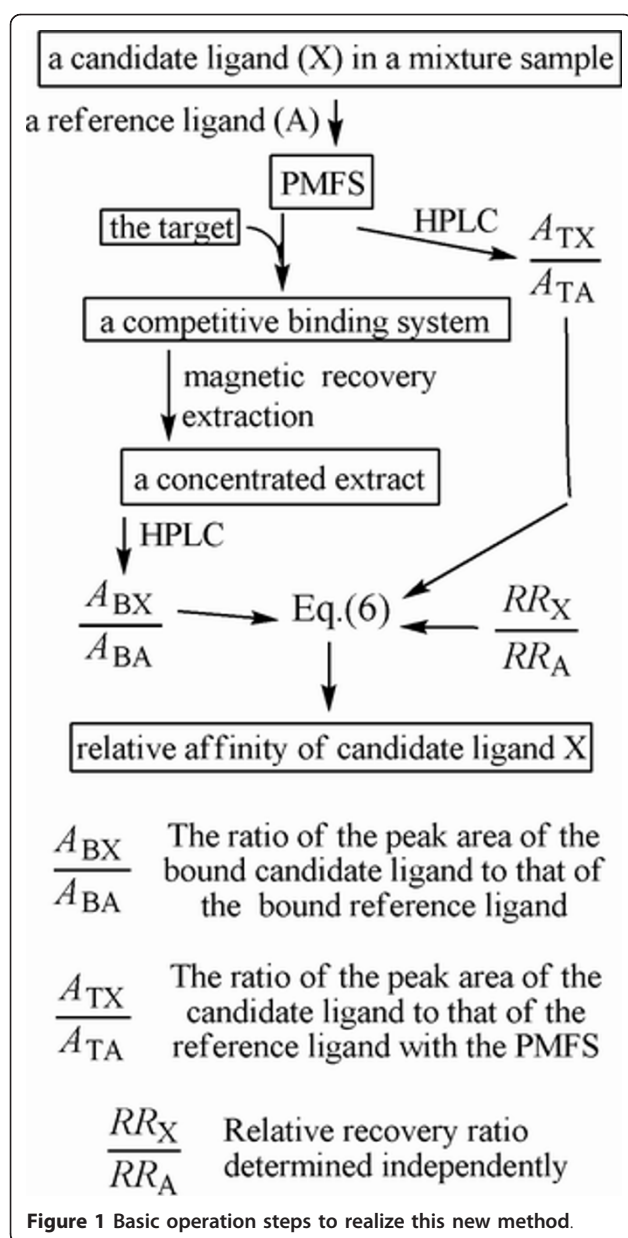 a candidate ligand (X) in a mixture sample
a reference ligand (A)
PMFS
the target
HPLC
A_TX
A_TA
a competitive binding system
magnetic recovery
extraction
a concentrated extract
HPLC
A_BX
A_BA
Eq.(6)
RR_X
RR_A
relative affinity of candidate ligand X
A_BX
A_BA
The ratio of the peak area of the
bound candidate ligand to that of
the bound reference ligand
A_TX
A_TA
The ratio of the peak area of the
candidate ligand to that of the
reference ligand with the PMFS
RR_X
RR_A
Relative recovery ratio
determined independently
Figure 1 Basic operation steps to realize this new method.